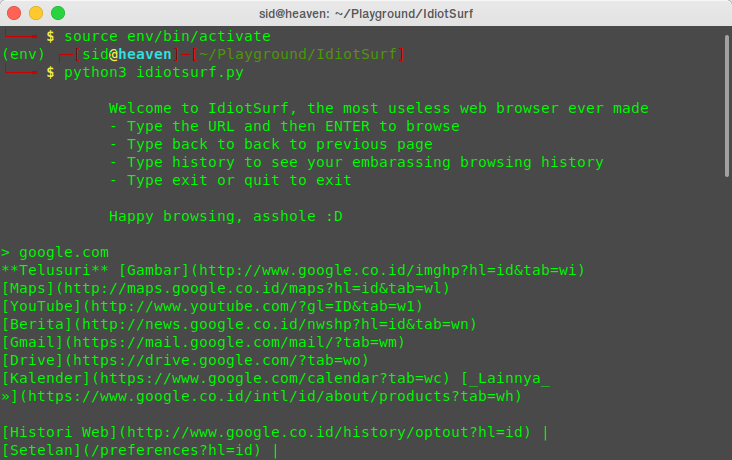 sid@heaven: ~/Playground/IdiotSurf
└──╼ $ source env/bin/activate
(env) ┌─[sid@heaven]─[~/Playground/IdiotSurf]
└──╼ $ python3 idiotsurf.py
Welcome to IdiotSurf, the most useless web browser ever made
- Type the URL and then ENTER to browse
- Type back to back to previous page
- Type history to see your embarassing browsing history
- Type exit or quit to exit
Happy browsing, asshole :D
> google.com
**Telusuri** [Gambar](http://www.google.co.id/imghp?hl=id&tab=wi)
[Maps](http://maps.google.co.id/maps?hl=id&tab=wl)
[YouTube](http://www.youtube.com/?gl=ID&tab=w1)
[Berita](http://news.google.co.id/nwshp?hl=id&tab=wn)
[Gmail](https://mail.google.com/mail/?tab=wm)
[Drive](https://drive.google.com/?tab=wo)
[Kalender](https://www.google.com/calendar?tab=wc) [_Lainnya_
»](https://www.google.co.id/intl/id/about/products?tab=wh)
[Histori Web](http://www.google.co.id/history/optout?hl=id) |
[Setelan](/preferences?hl=id) |